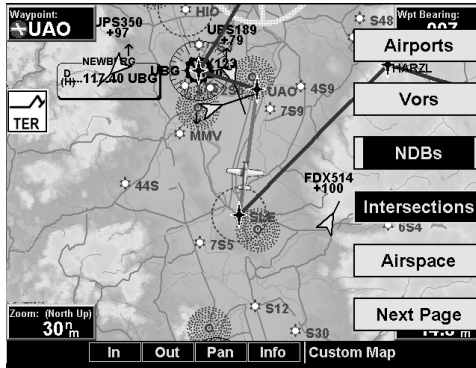 Waypoint:
UAO
UPS350
+97
HIO
S48
Wpt Bearing:
Airports
NEWBERG
UPS189
+79
D
(H)
117.40 UBG
UBG
HARZL
TER
UAO
4S9
Vors
7S9
MMV
NDBs
44S
FDX514
+100
Intersections
SLE
6S4
7S5
Airspace
Zoom: (North Up)
30nm
S12
S30
Next Page
In
Out
Pan
Info
Custom Map